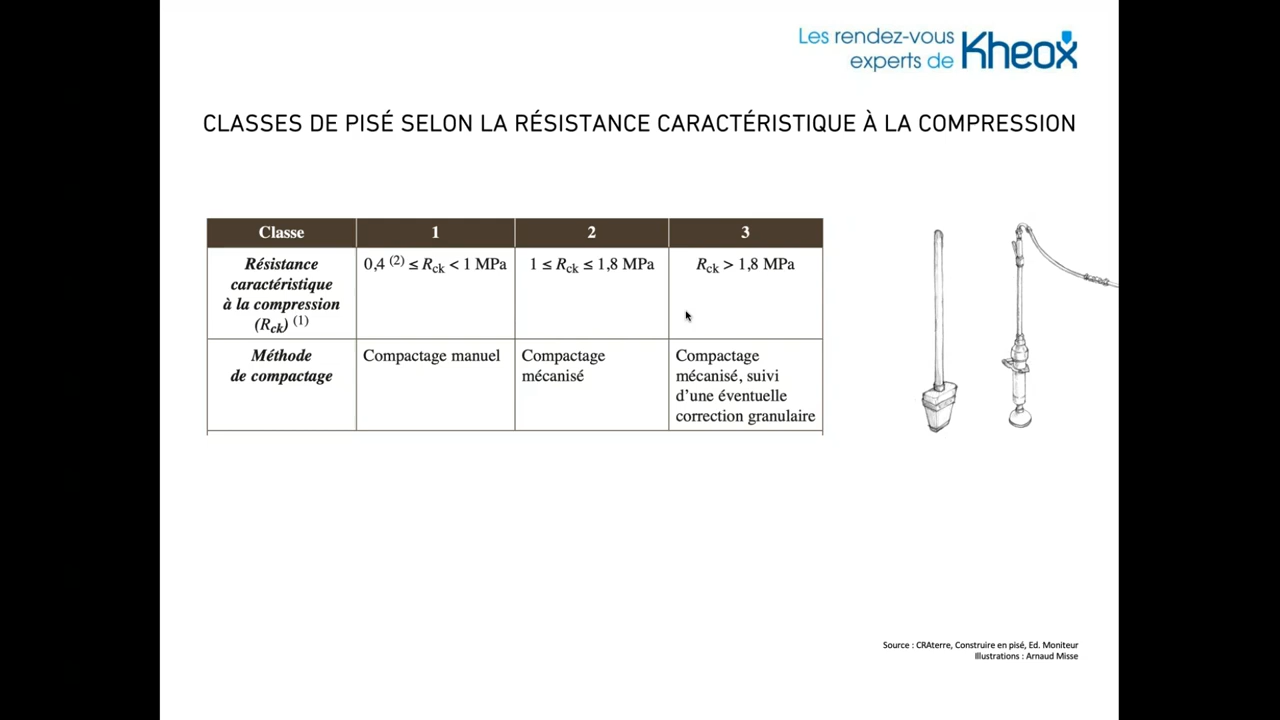 Les rendez-vous
experts de Kheox
CLASSES DE PISÉ SELON LA RÉSISTANCE CARACTÉRISTIQUE À LA COMPRESSION
Classe 1 2 3
Résistance caractéristique à la compression (Rck) (1) 0,4 (2) ≤ Rck < 1 MPa 1 ≤ Rck ≤ 1,8 MPa Rck > 1,8 MPa
Méthode de compactage Compactage manuel Compactage mécanisé Compactage mécanisé, suivi d’une éventuelle correction granulaire
Source : CRAterre, Construire en pisé, Ed. Moniteur
Illustrations : Arnaud Misse